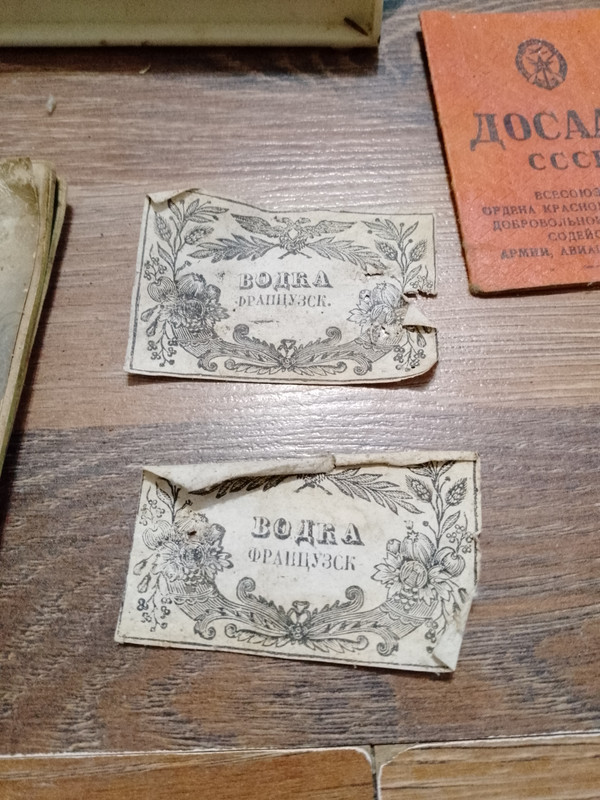 ДОСАА
СССР
ВСЕСОЮЗ
ОРДЕНА КРАСНО
ДОБРОВОЛЬНО
СОДЕЙС
АРМИИ, АВИА
ВОДКА
ФРАНЦУЗСК.
ВОДКА
ФРАНЦУЗСК